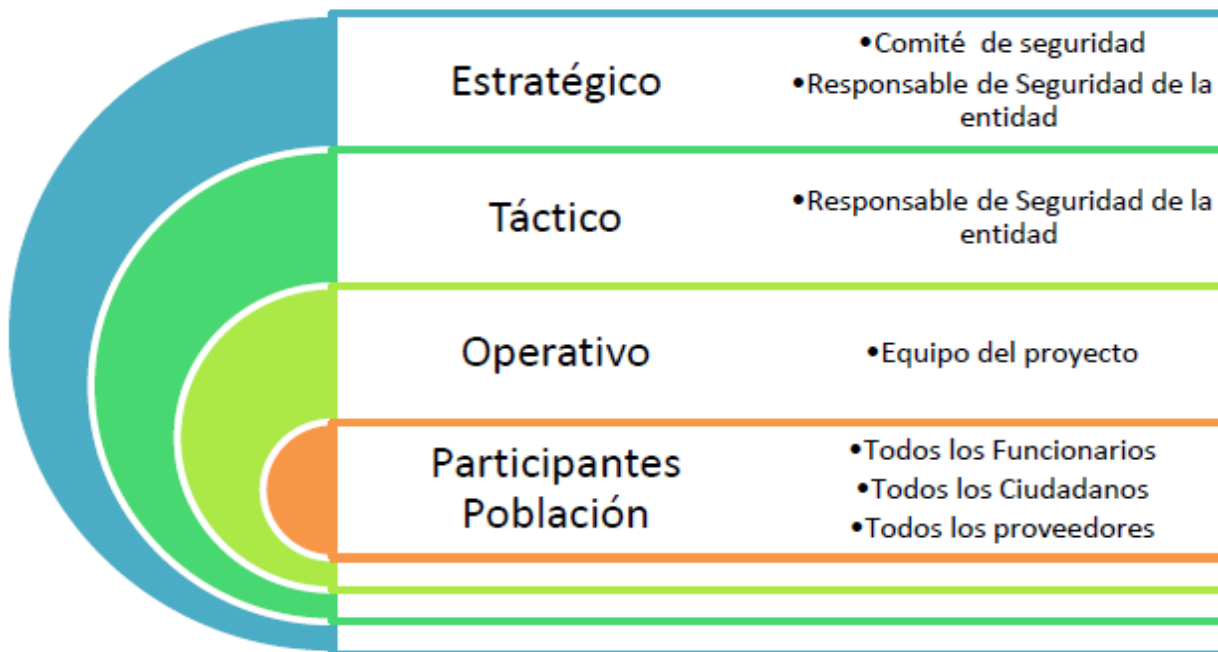 Estratégico
•Comité de seguridad
•Responsable de Seguridad de la
entidad
Táctico
•Responsable de Seguridad de la
entidad
Operativo
•Equipo del proyecto
Participantes
Población
•Todos los Funcionarios
•Todos los Ciudadanos
•Todos los proveedores